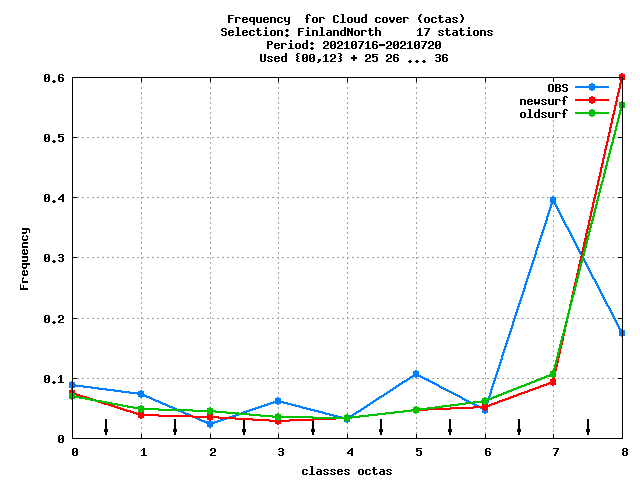 Frequency  for Cloud cover (octas)
Selection: FinlandNorth     17 stations
Period: 20210716-20210720
Used {00,12} + 25 26 ... 36
OBS
newsurf
oldsurf
Frequency
0.6
0.5
0.4
0.3
0.2
0.1
0
0 1 2 3 4 5 6 7 8
classes octas